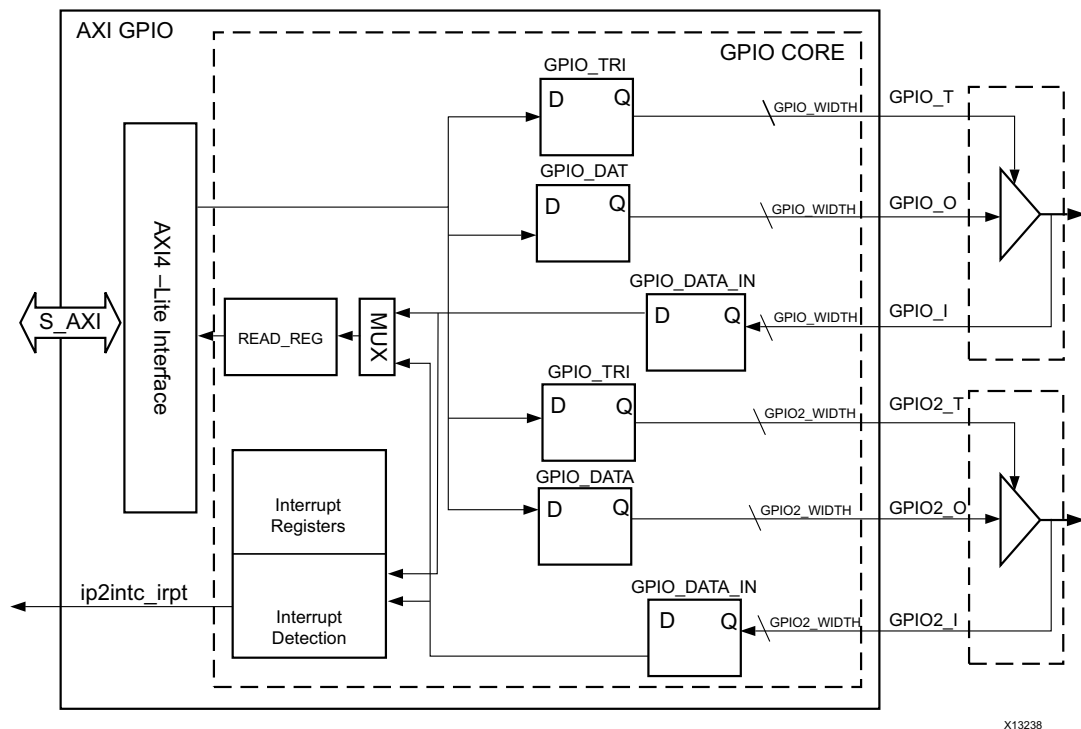 AXI GPIO
GPIO CORE
GPIO_TRI
D
Q
GPIO_WIDTH
GPIO_T
GPIO_DAT
D
Q
GPIO_WIDTH
GPIO_O
AXI4 –Lite Interface
S_AXI
READ_REG
MUX
GPIO_DATA_IN
D
Q
GPIO_WIDTH
GPIO_I
GPIO_TRI
D
Q
GPIO2_WIDTH
GPIO2_T
GPIO_DATA
D
Q
GPIO2_WIDTH
GPIO2_O
Interrupt
Registers
Interrupt
Detection
ip2intc_irpt
GPIO_DATA_IN
D
Q
GPIO2_WIDTH
GPIO2_I
X13238